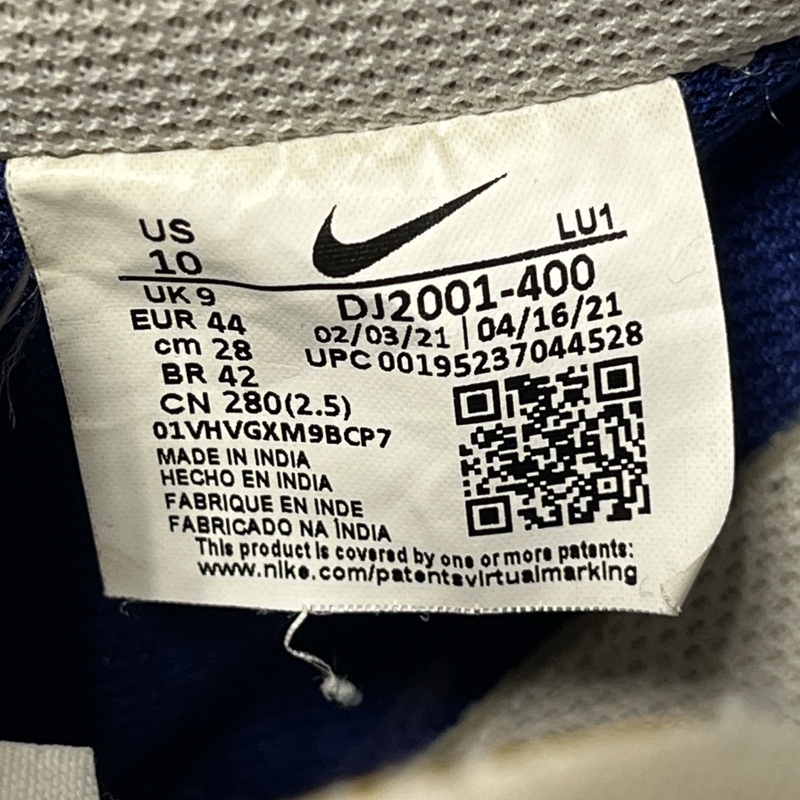 US
10
LU1
UK 9
EUR 44
cm 28
BR 42
CN 280(2.5)
DJ2001-400
02/03/21 | 04/16/21
UPC 00195237044528
01VHVGXM9BCP7
MADE IN INDIA
HECHO EN INDIA
FABRIQUE EN INDE
FABRICADO NA ÍNDIA
This product is covered by one or more patents:
www.nike.com/patentsvirtualmarking